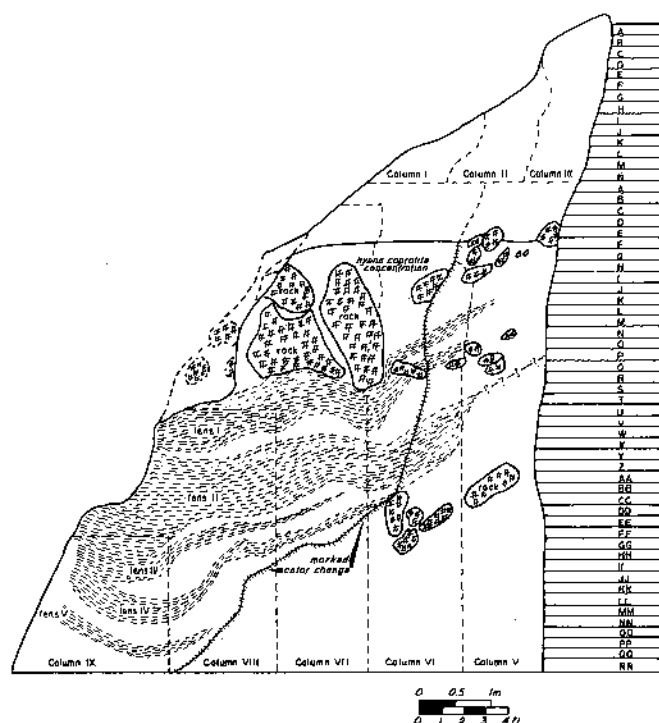 A
B
C
D
E
F
G
H
I
J
K
L
M
N
A
B
C
D
E
F
G
H
I
J
K
L
M
N
O
P
Q
R
S
T
U
V
W
X
Y
Z
AA
BB
CC
DD
EE
FF
GG
HH
II
JJ
KK
LL
MM
NN
OO
PP
QQ
RR
Column I
Column II
Column III
hyena coprolite
concentration
rock
rock
rock
lens I
lens II
rock
lens IV
marked
color change
lens V
lens IV
Column IX
Column VIII
Column VII
Column VI
Column V
0 0.5 1m
0 1 2 3 4ft